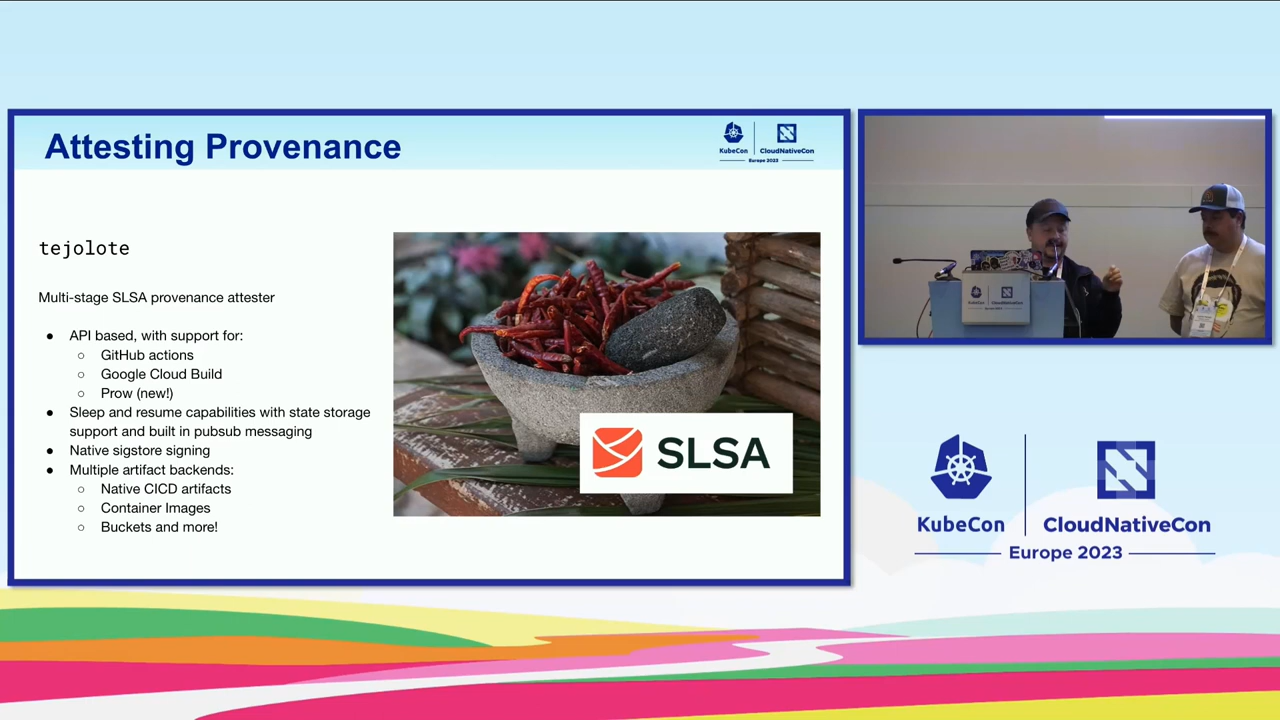 Attesting Provenance
KubeCon
CloudNativeCon
Europe 2023
tejolote
Multi-stage SLSA provenance attester
● API based, with support for:
○ GitHub actions
○ Google Cloud Build
○ Prow (new!)
● Sleep and resume capabilities with state storage
support and built in pubsub messaging
● Native sigstore signing
● Multiple artifact backends:
○ Native CICD artifacts
○ Container Images
○ Buckets and more!
SLSA
KubeCon
CloudNativeCon
Europe 2023